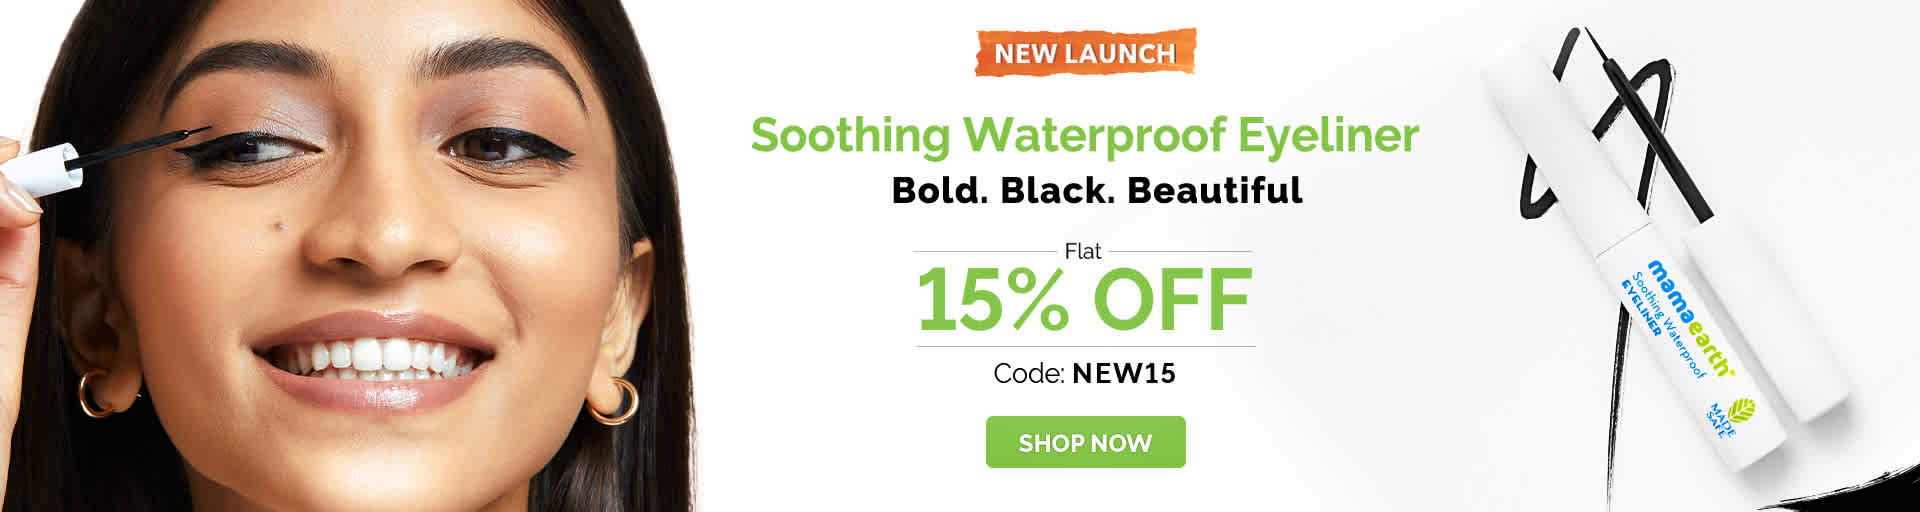 NEW LAUNCH
Soothing Waterproof Eyeliner
Bold. Black. Beautiful
Flat
15% OFF
Code: NEW15
SHOP NOW
mamaearth®
Soothing Waterproof
EYELINER
MADE
SAFE